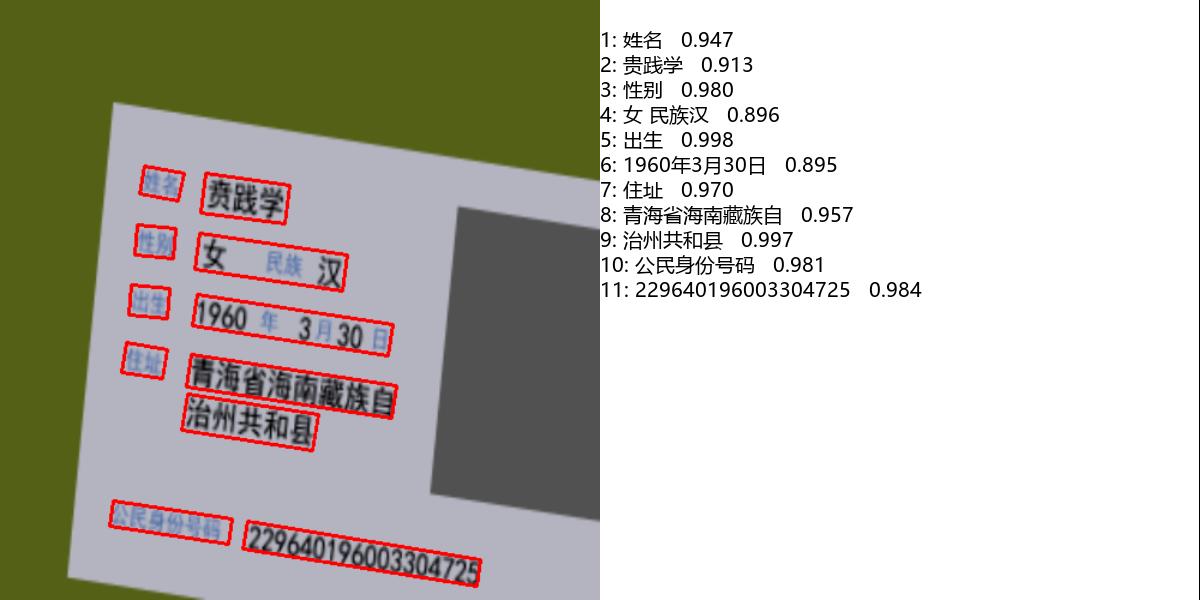 姓名 贲践学
性别 女 民族 汉
出生 1960 年 3 月 30 日
住址 青海省海南藏族自
治州共和县
公民身份号码 229640196003304725
1: 姓名 0.947
2: 贵践学 0.913
3: 性别 0.980
4: 女 民族汉 0.896
5: 出生 0.998
6: 1960年3月30日 0.895
7: 住址 0.970
8: 青海省海南藏族自 0.957
9: 治州共和县 0.997
10: 公民身份号码 0.981
11: 229640196003304725 0.984